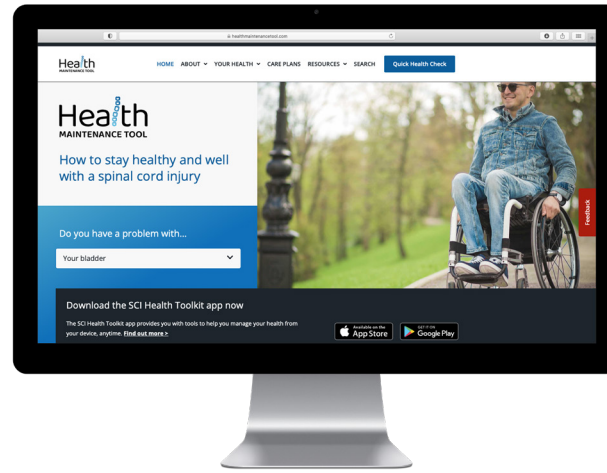 healthmaintenancetool.com
Health
MAINTENANCE TOOL
HOME ABOUT YOUR HEALTH CARE PLANS RESOURCES SEARCH Quick Health Check
Health
MAINTENANCE TOOL
How to stay healthy and well
with a spinal cord injury
Feedback
Do you have a problem with...
Your bladder
Download the SCI Health Toolkit app now
The SCI Health Toolkit app provides you with tools to help you manage your health from
your device, anytime. Find out more >
Available on the
App Store
GET IT ON
Google Play